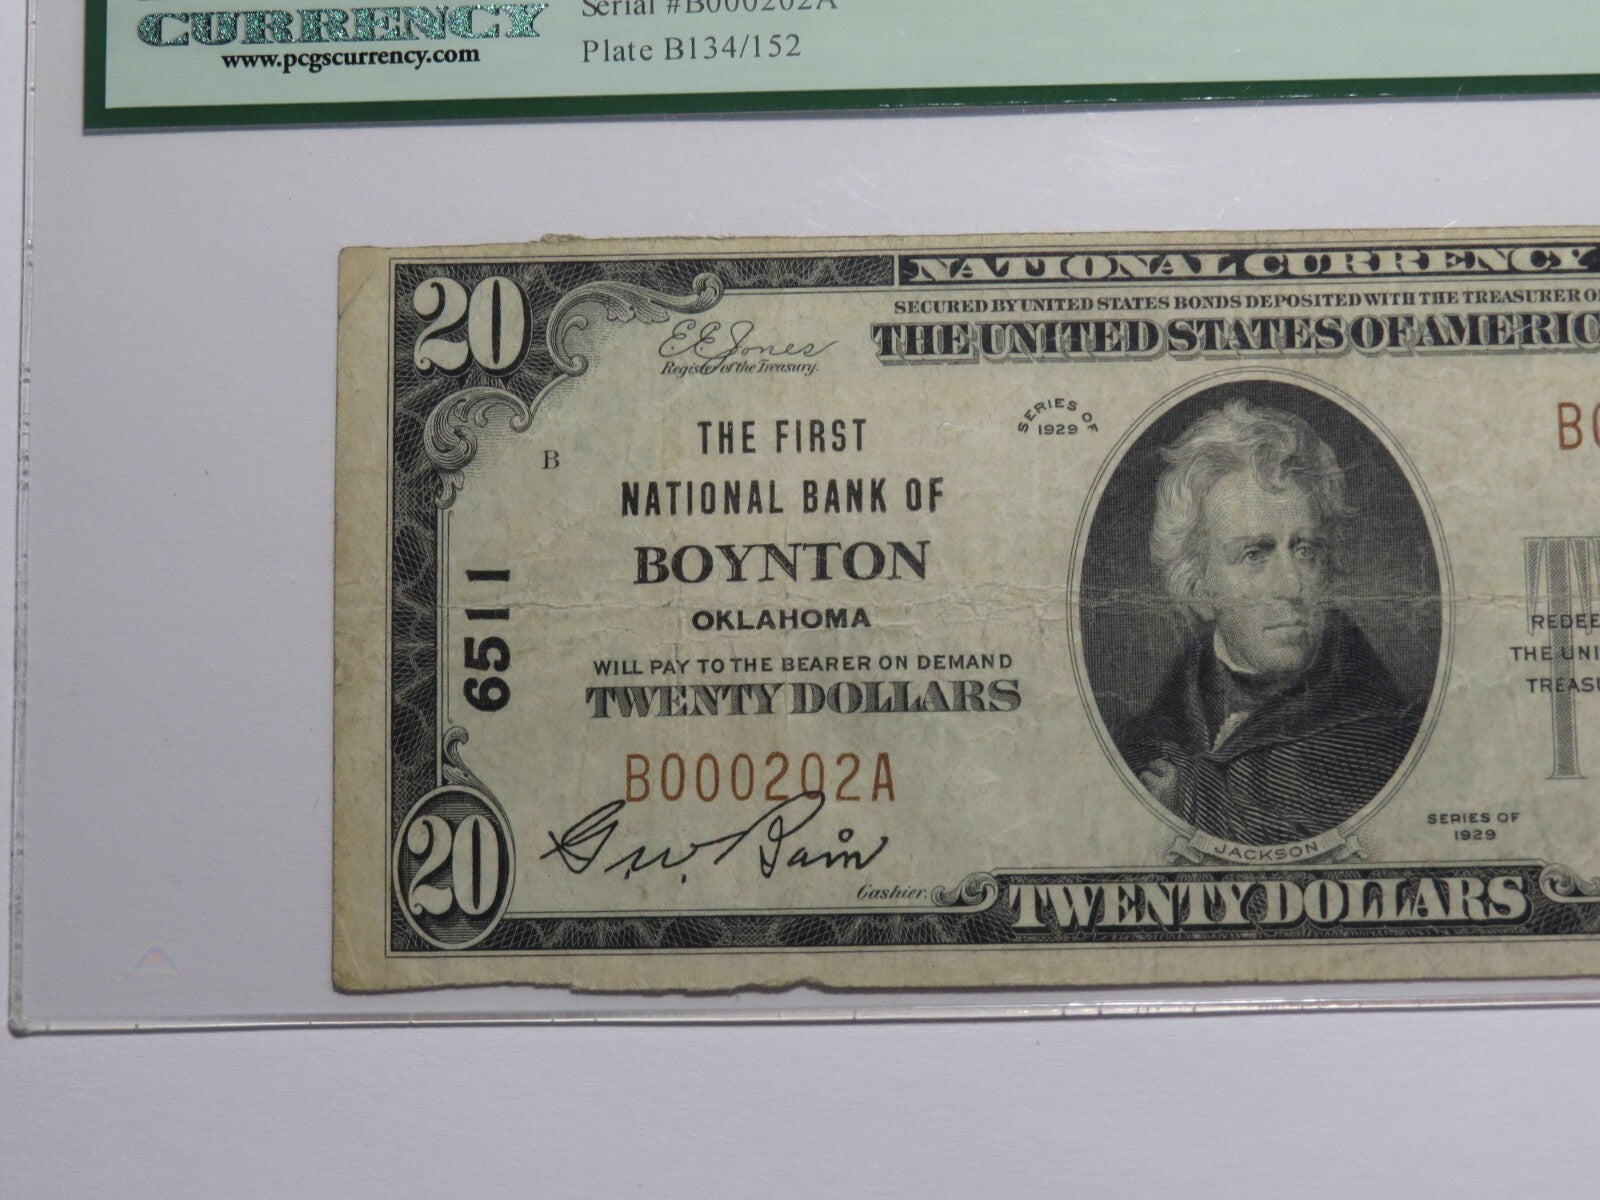 CURRENCY
www.pcgscurrency.com
Serial #B000202A
Plate B134/152
NATIONAL CURRENCY
SECURED BY UNITED STATES BONDS DEPOSITED WITH THE TREASURER
THE UNITED STATES OF AMERIC
20
E.E. Jones
Register of the Treasury.
SERIES OF
1929
B
THE FIRST
NATIONAL BANK OF
BOYNTON
OKLAHOMA
6511
WILL PAY TO THE BEARER ON DEMAND
TWENTY DOLLARS
B000202A
G. W. Bain
Cashier.
20
JACKSON
TWENTY DOLLARS
SERIES OF
1929
REDEE
THE UNI
TREASU